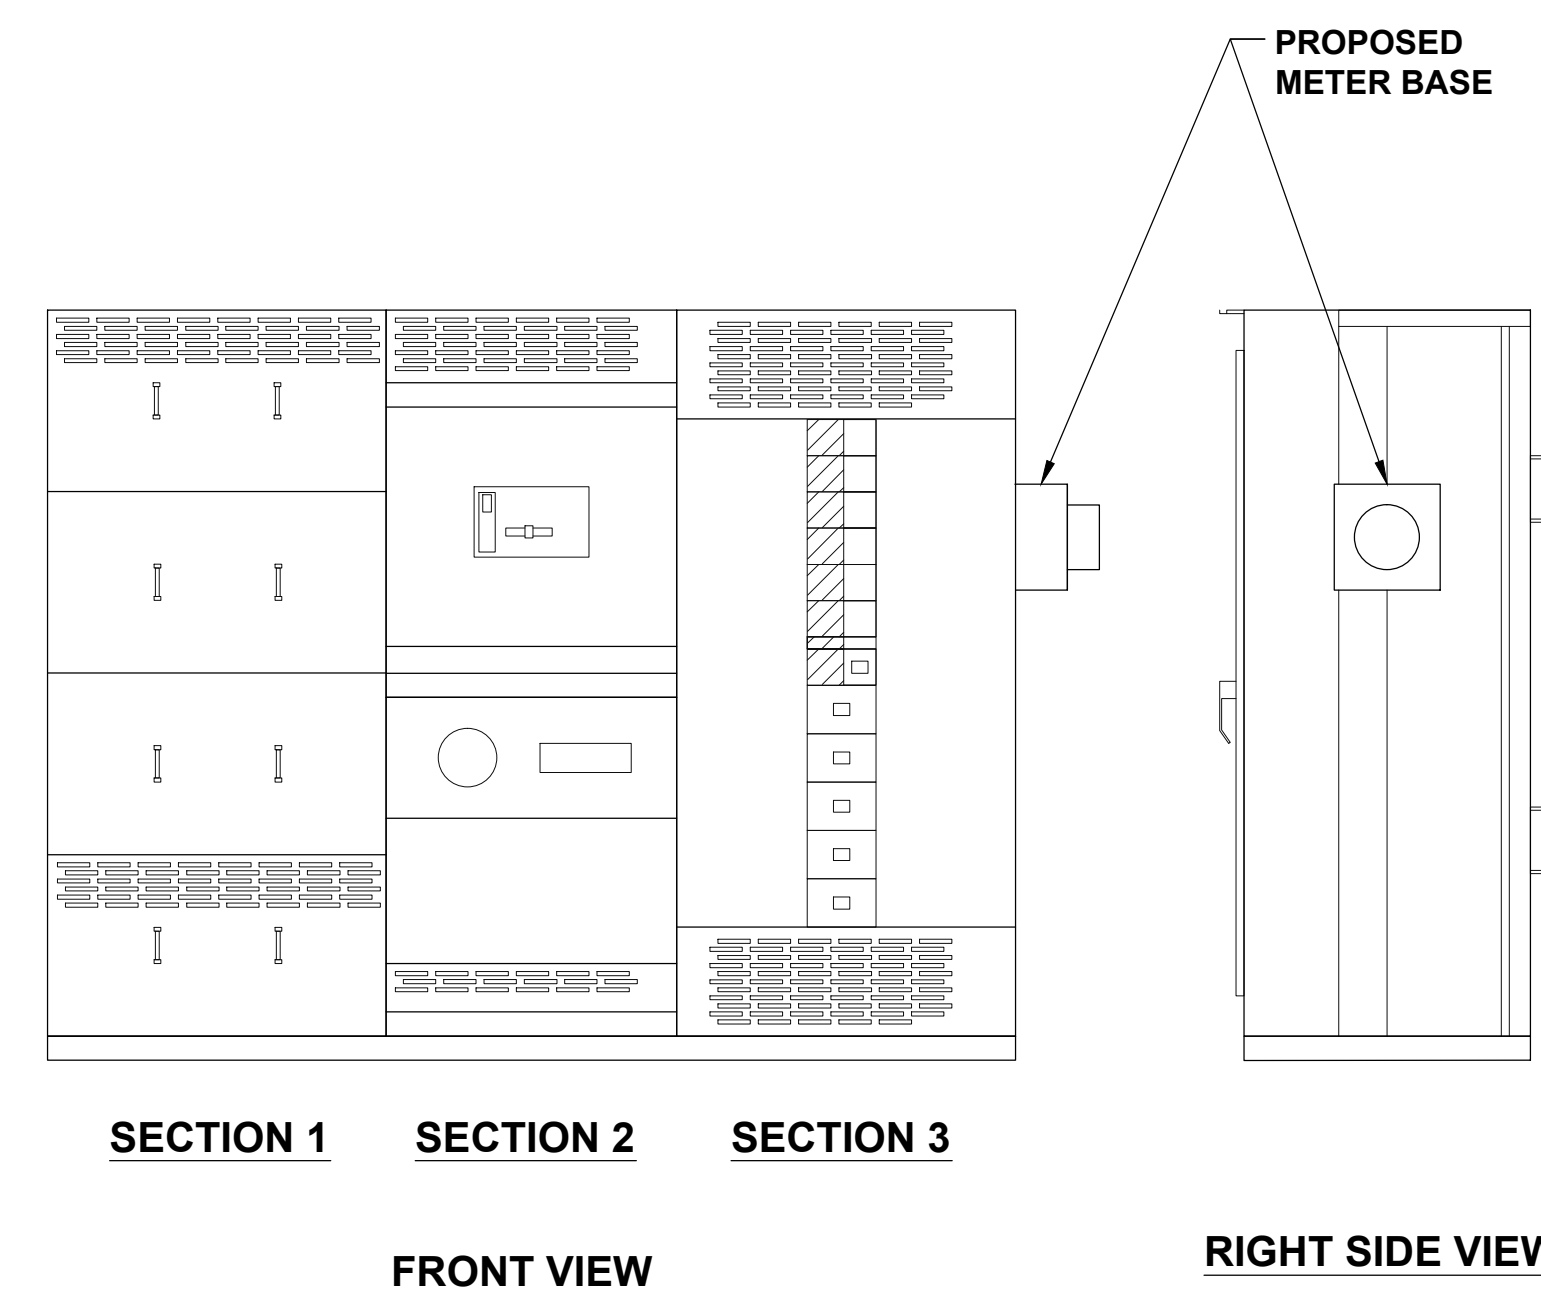 PROPOSED
METER BASE
SECTION 1
SECTION 2
SECTION 3
FRONT VIEW
RIGHT SIDE VIEW